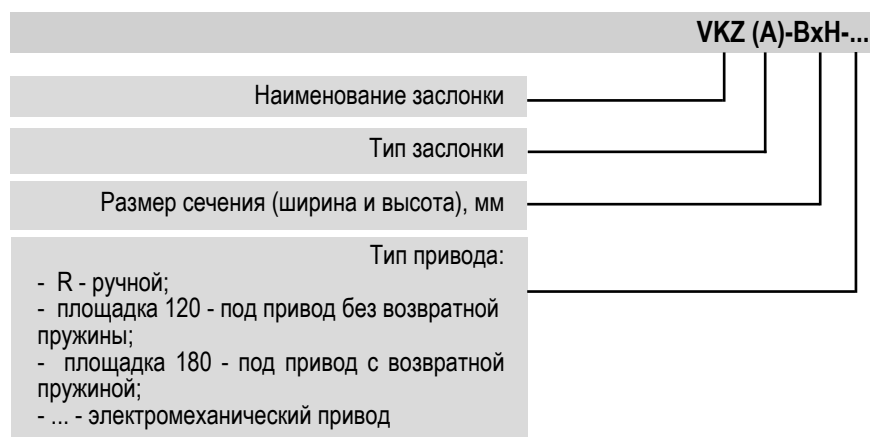 VKZ (A)-BxH-...
Наименование заслонки
Тип заслонки
Размер сечения (ширина и высота), мм
Тип привода:
- R - ручной;
- площадка 120 - под привод без возвратной
пружины;
- площадка 180 - под привод с возвратной
пружиной;
- ... - электромеханический привод